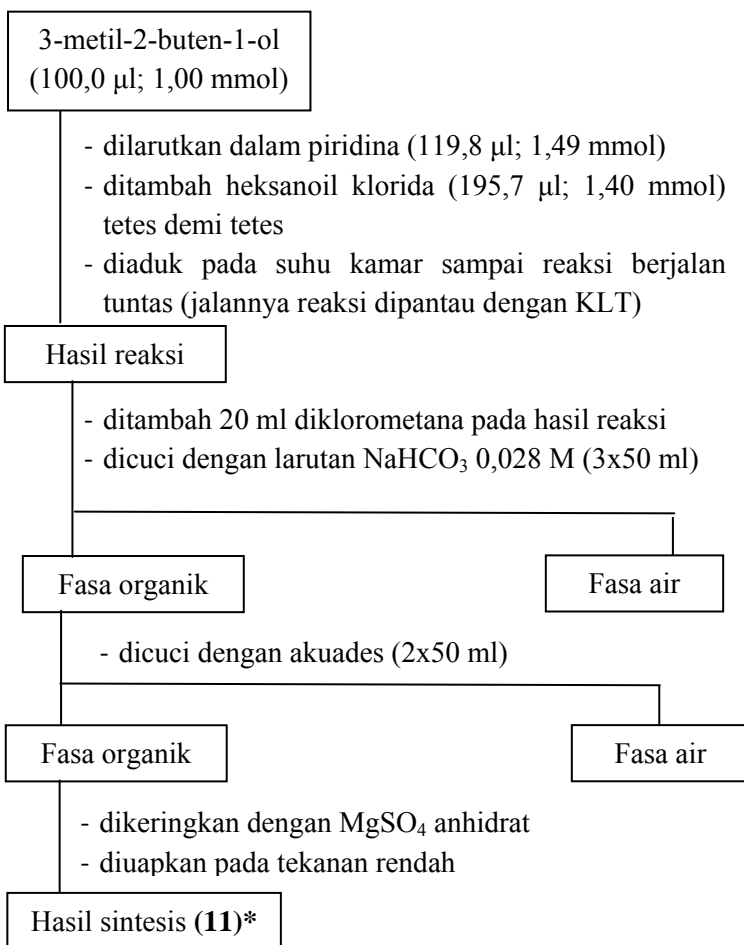 3-metil-2-buten-1-ol
(100,0 μl; 1,00 mmol)
- dilarutkan dalam piridina (119,8 μl; 1,49 mmol)
- ditambah heksanoil klorida (195,7 μl; 1,40 mmol)
tetes demi tetes
- diaduk pada suhu kamar sampai reaksi berjalan
tuntas (jalannya reaksi dipantau dengan KLT)
Hasil reaksi
- ditambah 20 ml diklorometana pada hasil reaksi
- dicuci dengan larutan NaHCO₃ 0,028 M (3x50 ml)
Fasa organik
Fasa air
- dicuci dengan akuades (2x50 ml)
Fasa organik
Fasa air
- dikeringkan dengan MgSO₄ anhidrat
- diuapkan pada tekanan rendah
Hasil sintesis (11)*